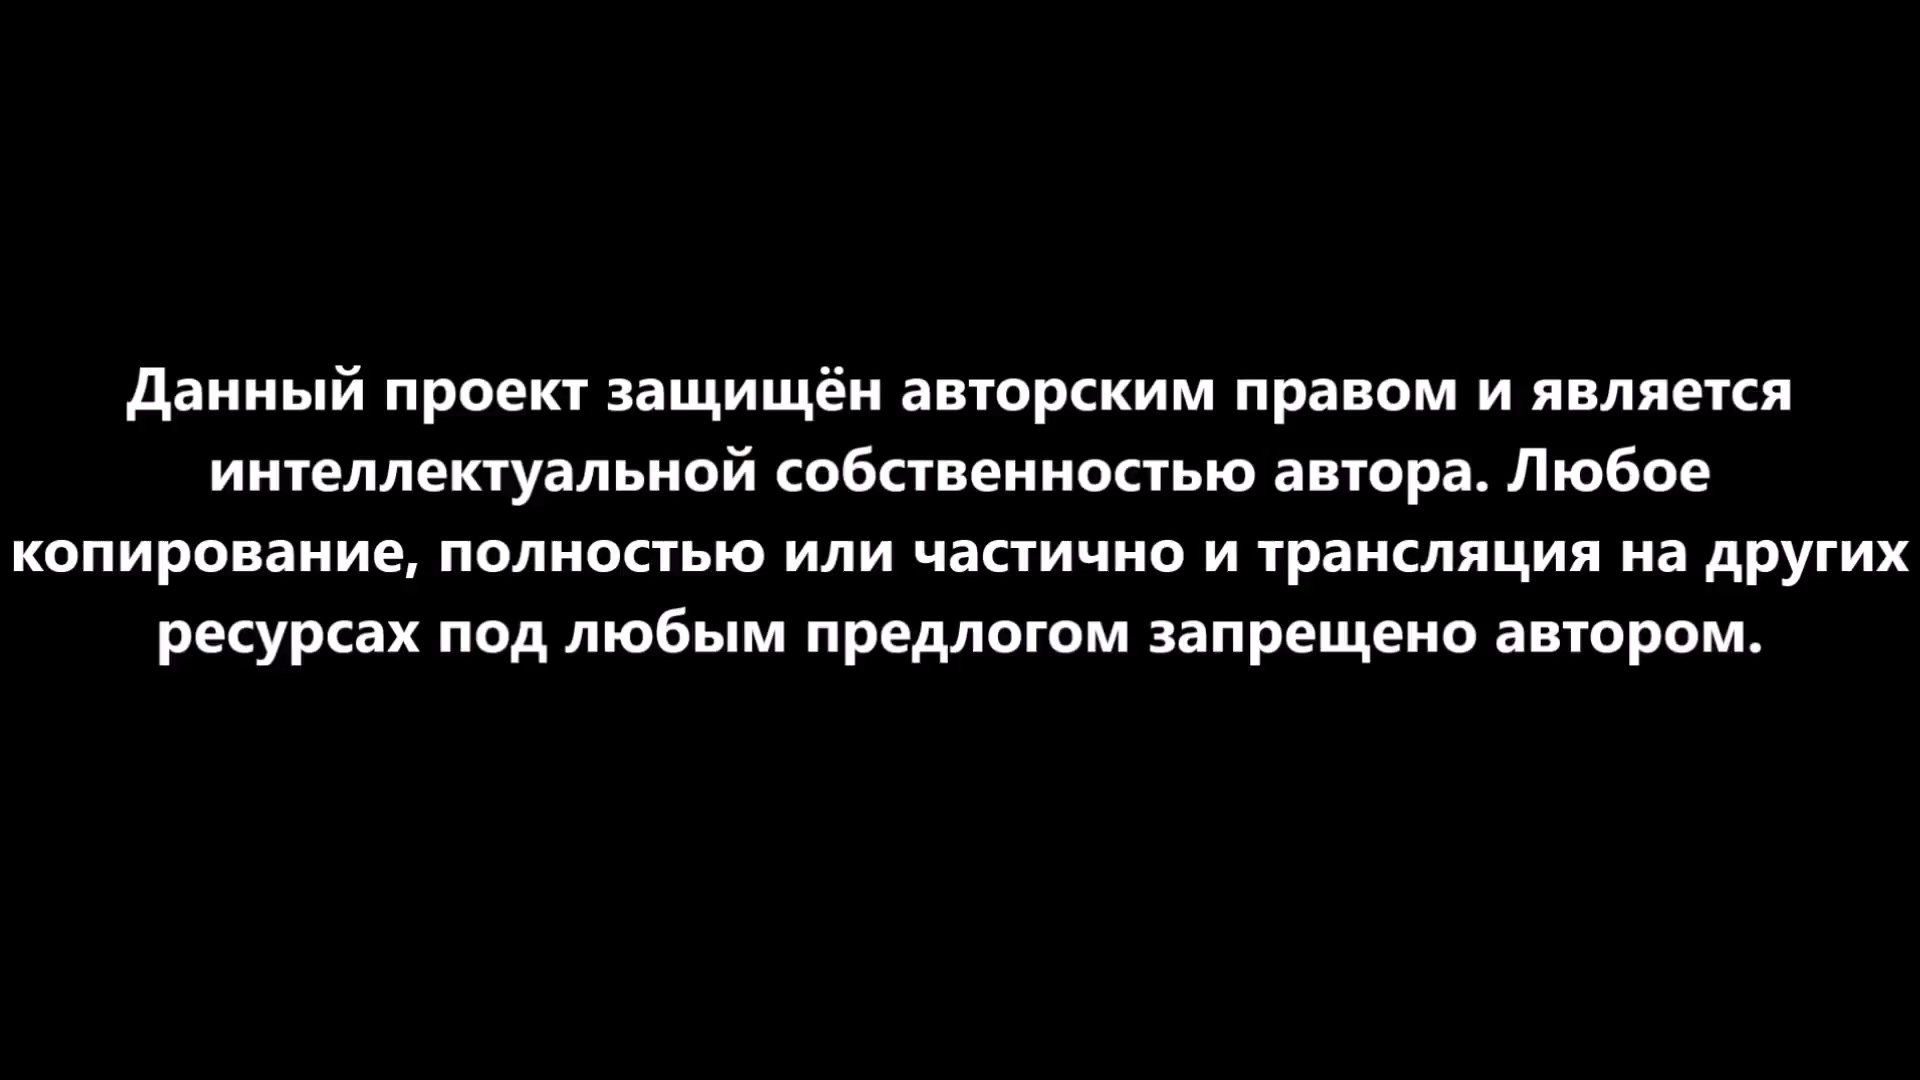 Данный проект защищён авторским правом и является
интеллектуальной собственностью автора. Любое
копирование, полностью или частично и трансляция на других
ресурсах под любым предлогом запрещено автором.